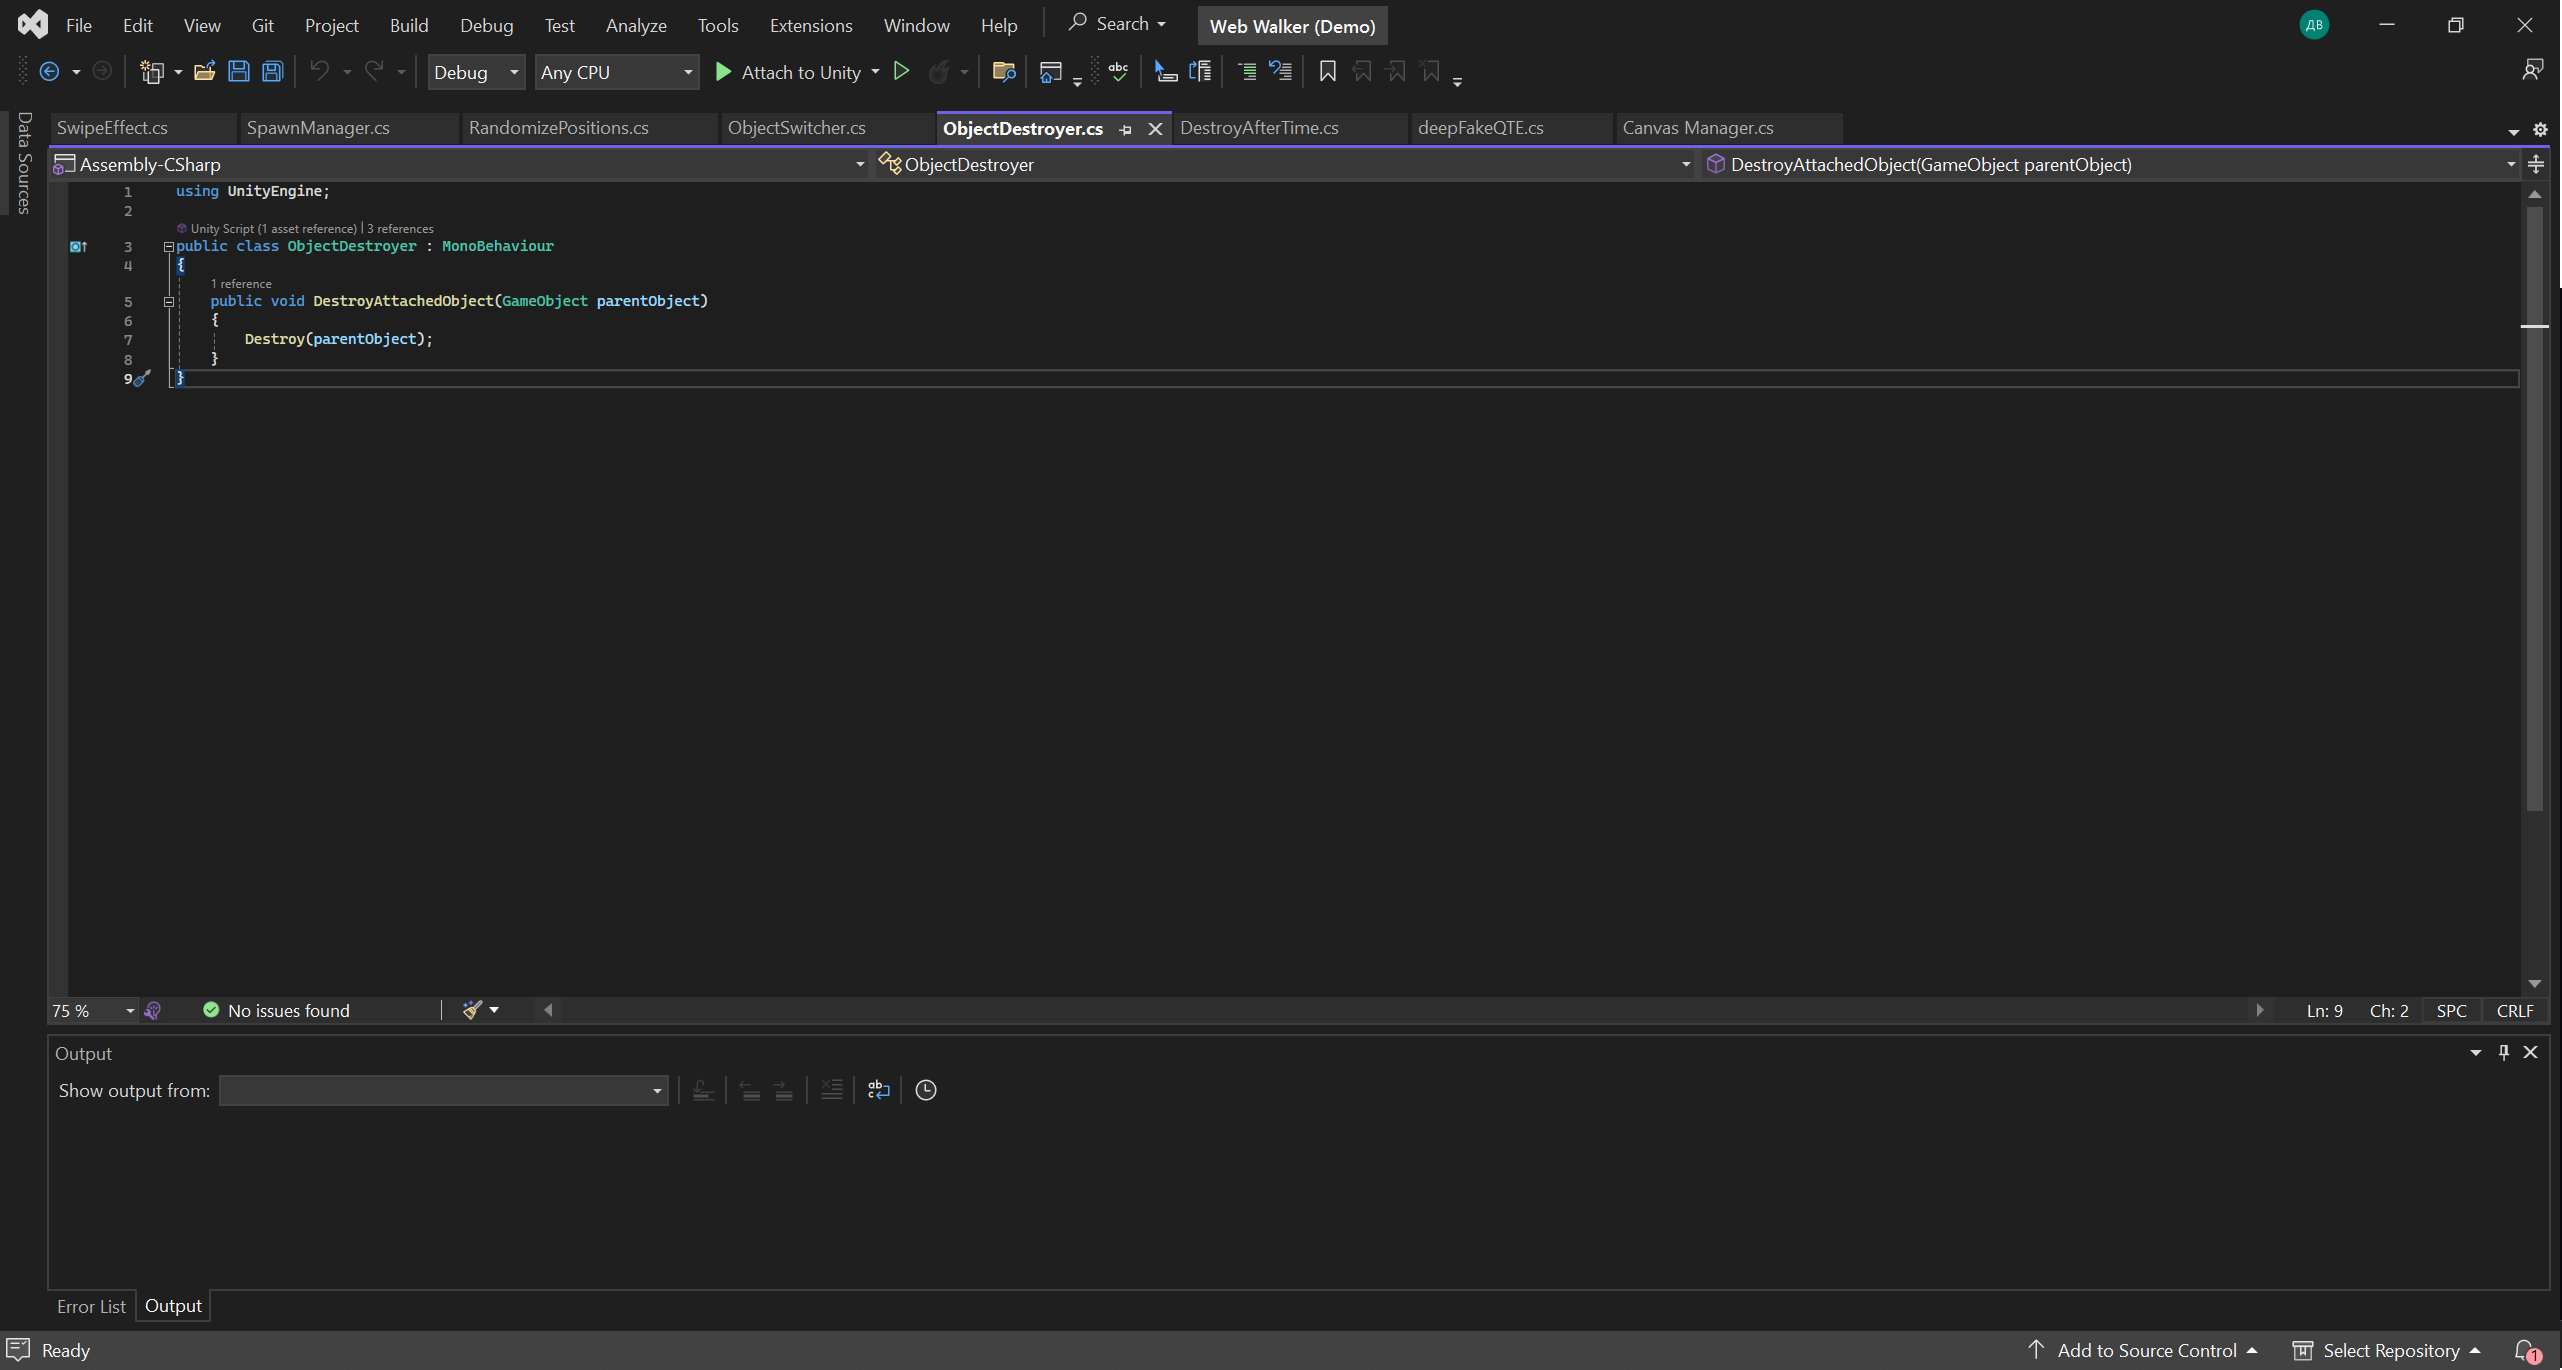 File Edit View Git Project Build Debug Test Analyze Tools Extensions Window Help Search Web Walker (Demo) ДВ
Debug Any CPU Attach to Unity
Data Sources
SwipeEffect.cs SpawnManager.cs RandomizePositions.cs ObjectSwitcher.cs ObjectDestroyer.cs DestroyAfterTime.cs deepFakeQTE.cs Canvas Manager.cs
Assembly-CSharp ObjectDestroyer DestroyAttachedObject(GameObject parentObject)
1 using UnityEngine;
2
Unity Script (1 asset reference) | 3 references
3 public class ObjectDestroyer : MonoBehaviour
4 {
1 reference
5 public void DestroyAttachedObject(GameObject parentObject)
6 {
7 Destroy(parentObject);
8 }
9 }
75 % No issues found Ln: 9 Ch: 2 SPC CRLF
Output
Show output from:
Error List Output
Ready Add to Source Control Select Repository 1